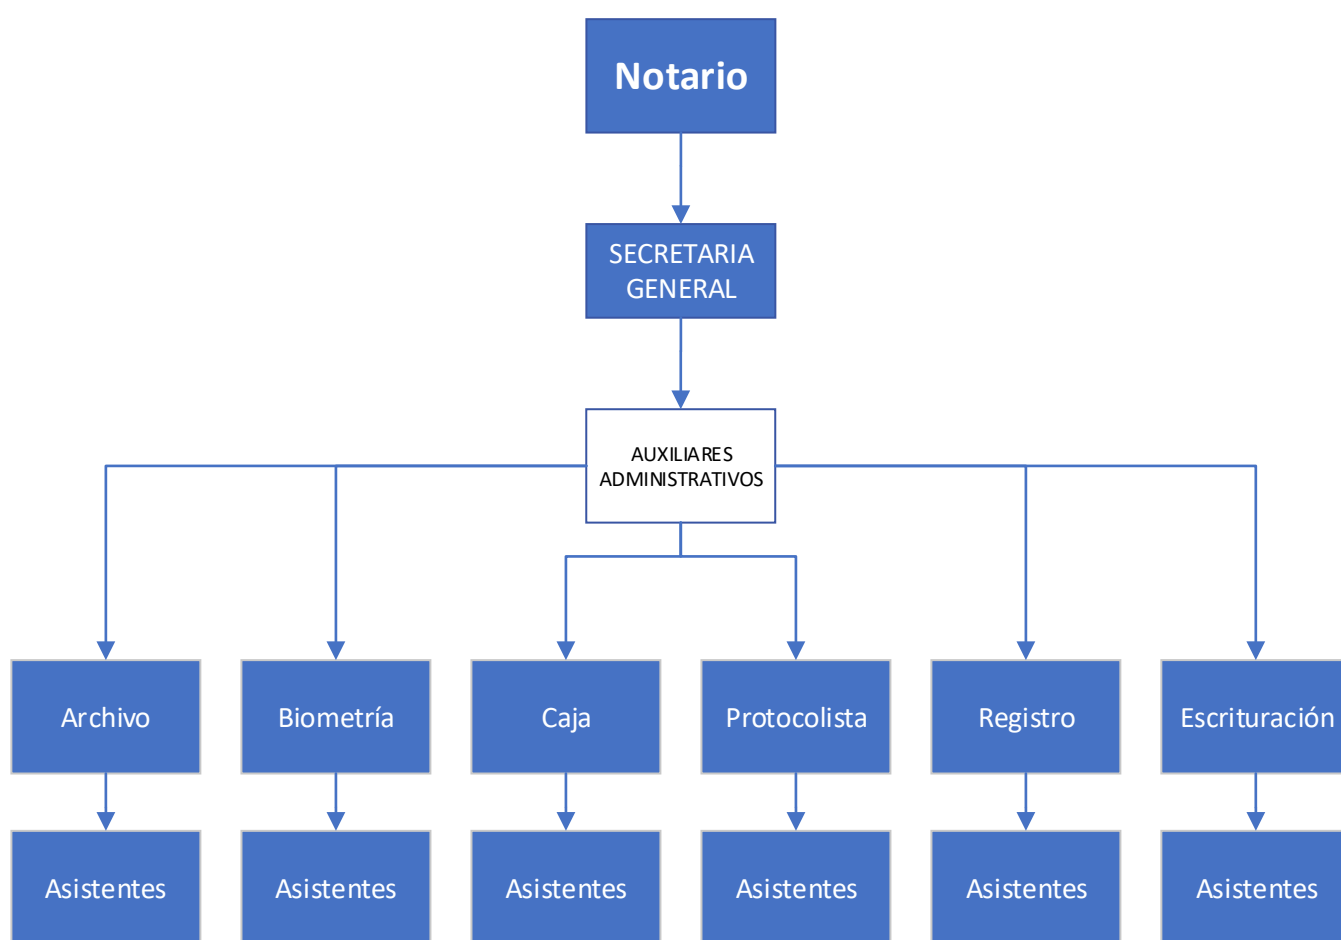 Notario
SECRETARIA
GENERAL
AUXILIARES
ADMINISTRATIVOS
Archivo
Biometría
Caja
Protocolista
Registro
Escrituración
Asistentes
Asistentes
Asistentes
Asistentes
Asistentes
Asistentes